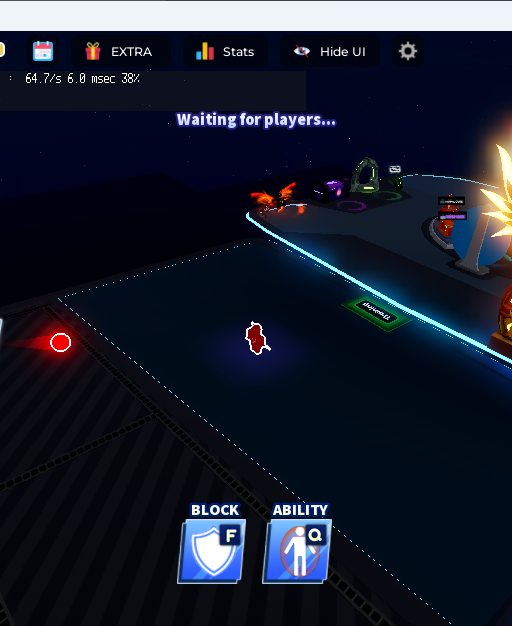 EXTRA
Stats
Hide UI
: 64.7/s 6.0 msec 38%
Waiting for players...
BLOCK
ABILITY
F
Q